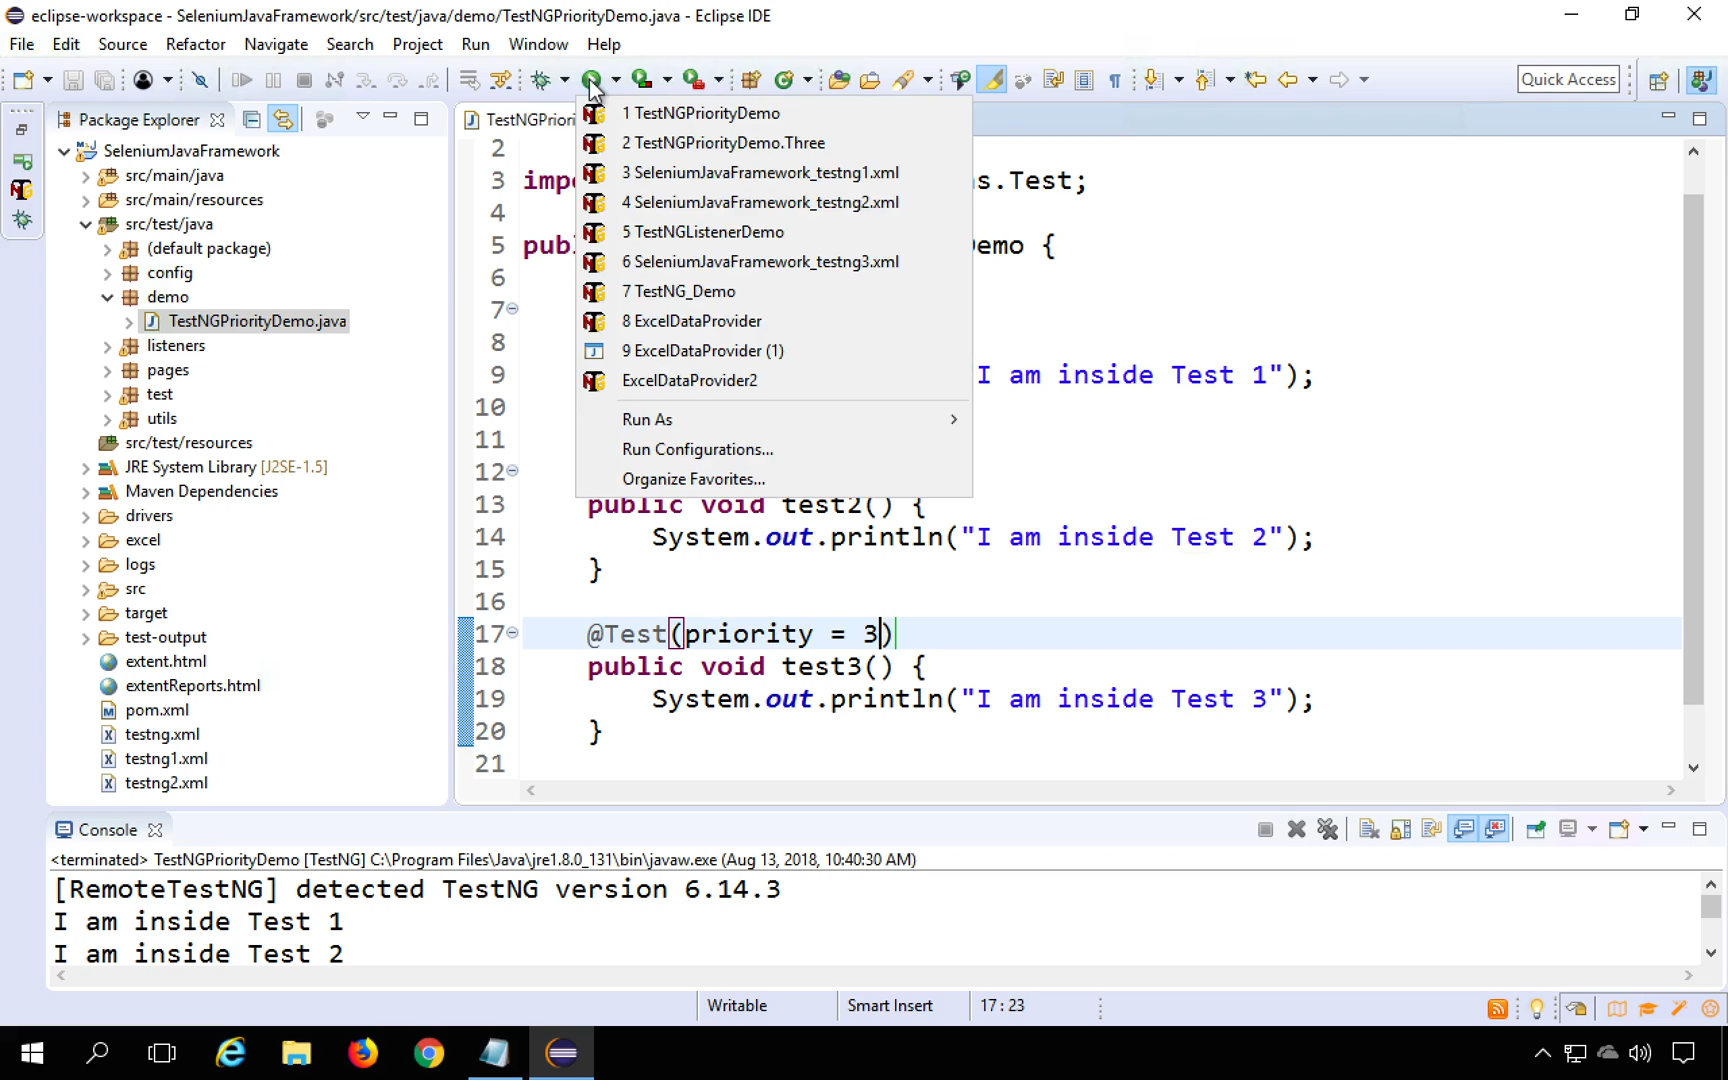 eclipse-workspace - SeleniumJavaFramework/src/test/java/demo/TestNGPriorityDemo.java - Eclipse IDE
File Edit Source Refactor Navigate Search Project Run Window Help
Quick Access
Package Explorer
SeleniumJavaFramework
src/main/java
src/main/resources
src/test/java
(default package)
config
demo
TestNGPriorityDemo.java
listeners
pages
test
utils
src/test/resources
JRE System Library [J2SE-1.5]
Maven Dependencies
drivers
excel
logs
src
target
test-output
extent.html
extentReports.html
pom.xml
testng.xml
testng1.xml
testng2.xml
TestNGPriori
1 TestNGPriorityDemo
2 TestNGPriorityDemo.Three
3 SeleniumJavaFramework_testng1.xml
4 SeleniumJavaFramework_testng2.xml
5 TestNGListenerDemo
6 SeleniumJavaFramework_testng3.xml
7 TestNG_Demo
8 ExcelDataProvider
9 ExcelDataProvider (1)
ExcelDataProvider2
Run As
Run Configurations...
Organize Favorites...
2
3 imp s.Test;
4
5 publ Demo {
6
7
8
9 I am inside Test 1");
10
11
12
13 public void test2() {
14 System.out.println("I am inside Test 2");
15 }
16
17 @Test(priority = 3)
18 public void test3() {
19 System.out.println("I am inside Test 3");
20 }
21
Console
<terminated> TestNGPriorityDemo [TestNG] C:\Program Files\Java\jre1.8.0_131\bin\javaw.exe (Aug 13, 2018, 10:40:30 AM)
[RemoteTestNG] detected TestNG version 6.14.3
I am inside Test 1
I am inside Test 2
Writable Smart Insert 17 : 23